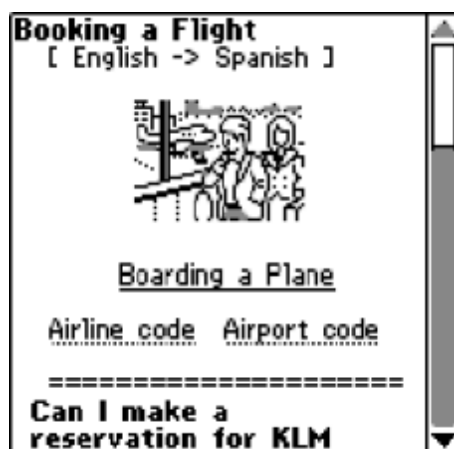 Booking a Flight
[ English -> Spanish ]
Boarding a Plane
Airline code Airport code
=====================
Can I make a
reservation for KLM